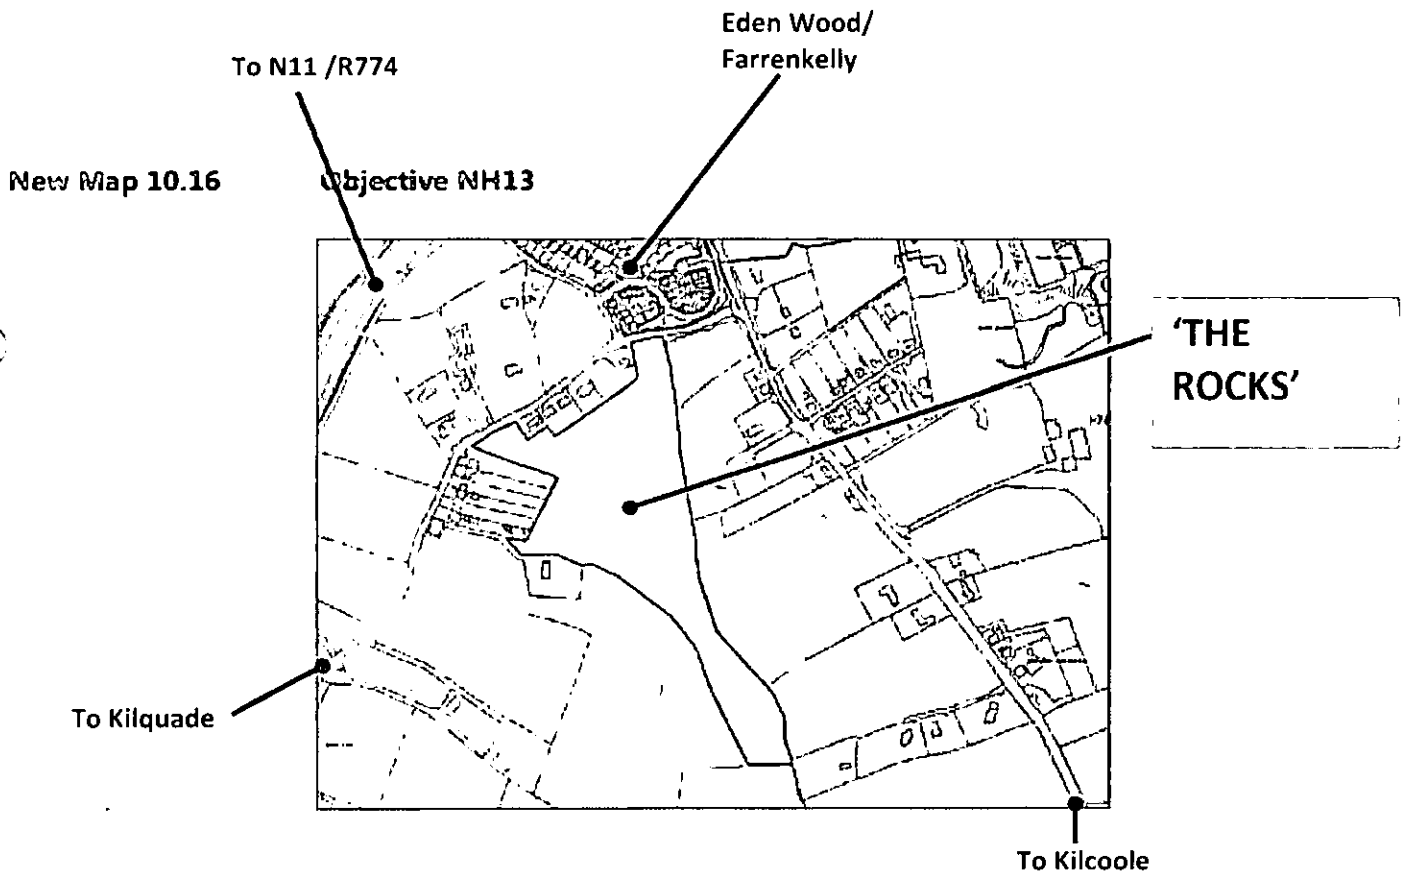 Eden Wood/
Farrenkelly
To N11 /R774
New Map 10.16 Objective NH13
'THE
ROCKS'
To Kilquade
To Kilcoole